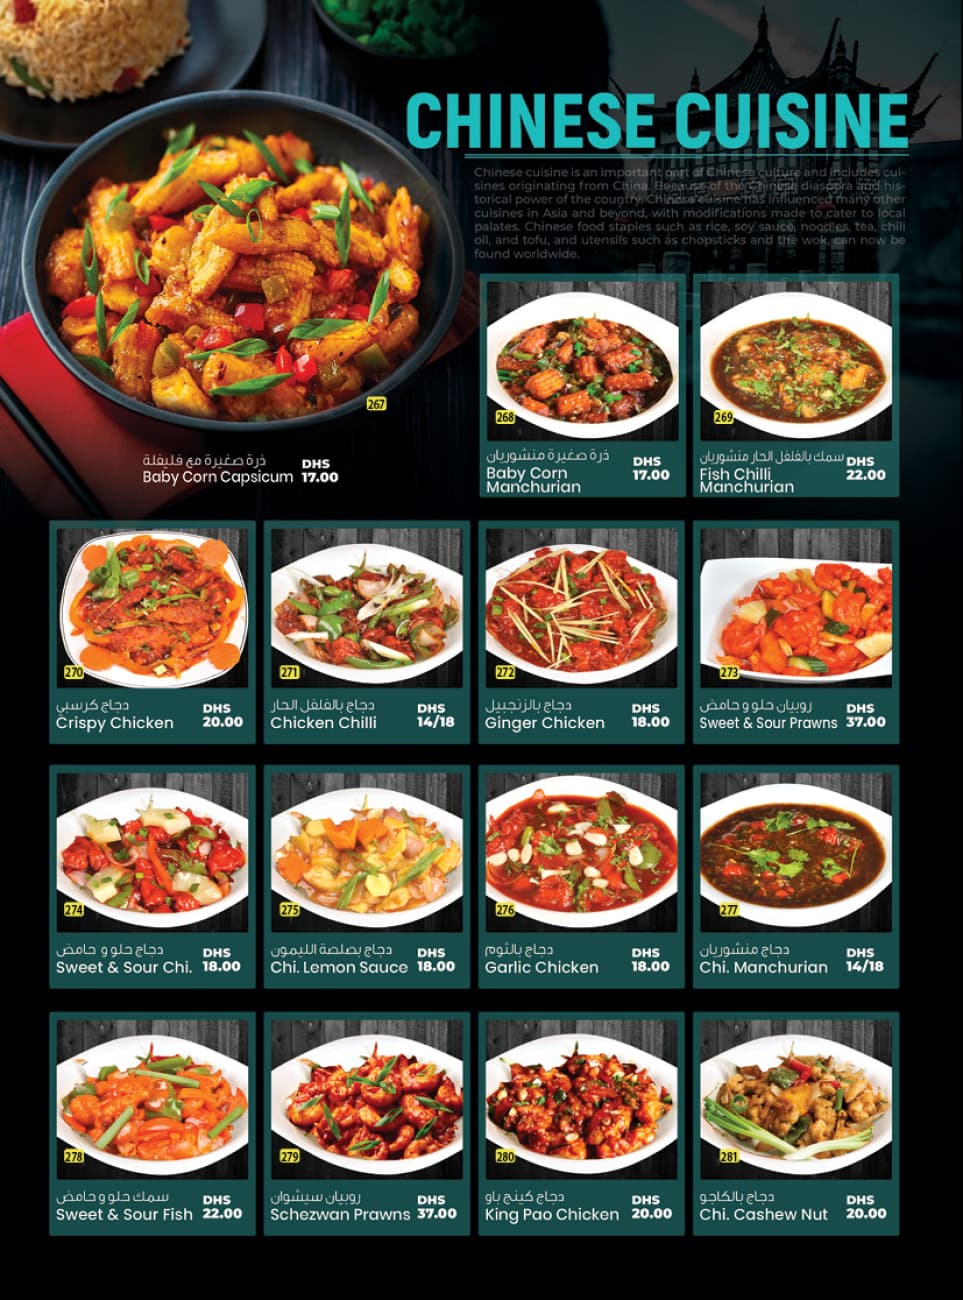 CHINESE CUISINE
Chinese cuisine is an important part of Chinese culture and includes cui-
sines originating from China. Because of the Chinese diaspora and his-
torical power of the country, Chinese cuisine has influenced many other
cuisines in Asia and beyond, with modifications made to cater to local
palates. Chinese food staples such as rice, soy sauce, noodles, tea, chili
oil, and tofu, and utensils such as chopsticks and the wok, can now be
found worldwide.
267
ذرة صغيرة مع فليفلة
Baby Corn Capsicum
DHS
17.00
268
ذرة صغيرة منشوريان
Baby Corn
Manchurian
DHS
17.00
269
سمك بالفلفل الحار منشوريان
Fish Chilli
Manchurian
DHS
22.00
270
دجاج كرسبي
Crispy Chicken
DHS
20.00
271
دجاج بالفلفل الحار
Chicken Chilli
DHS
14/18
272
دجاج بالزنجبيل
Ginger Chicken
DHS
18.00
273
روبيان حلو و حامض
Sweet & Sour Prawns
DHS
37.00
274
دجاج حلو و حامض
Sweet & Sour Chi.
DHS
18.00
275
دجاج بصلصة الليمون
Chi. Lemon Sauce
DHS
18.00
276
دجاج بالثوم
Garlic Chicken
DHS
18.00
277
دجاج منشوريان
Chi. Manchurian
DHS
14/18
278
سمك حلو و حامض
Sweet & Sour Fish
DHS
22.00
279
روبيان سيشوان
Schezwan Prawns
DHS
37.00
280
دجاج كينج باو
King Pao Chicken
DHS
20.00
281
دجاج بالكاجو
Chi. Cashew Nut
DHS
20.00